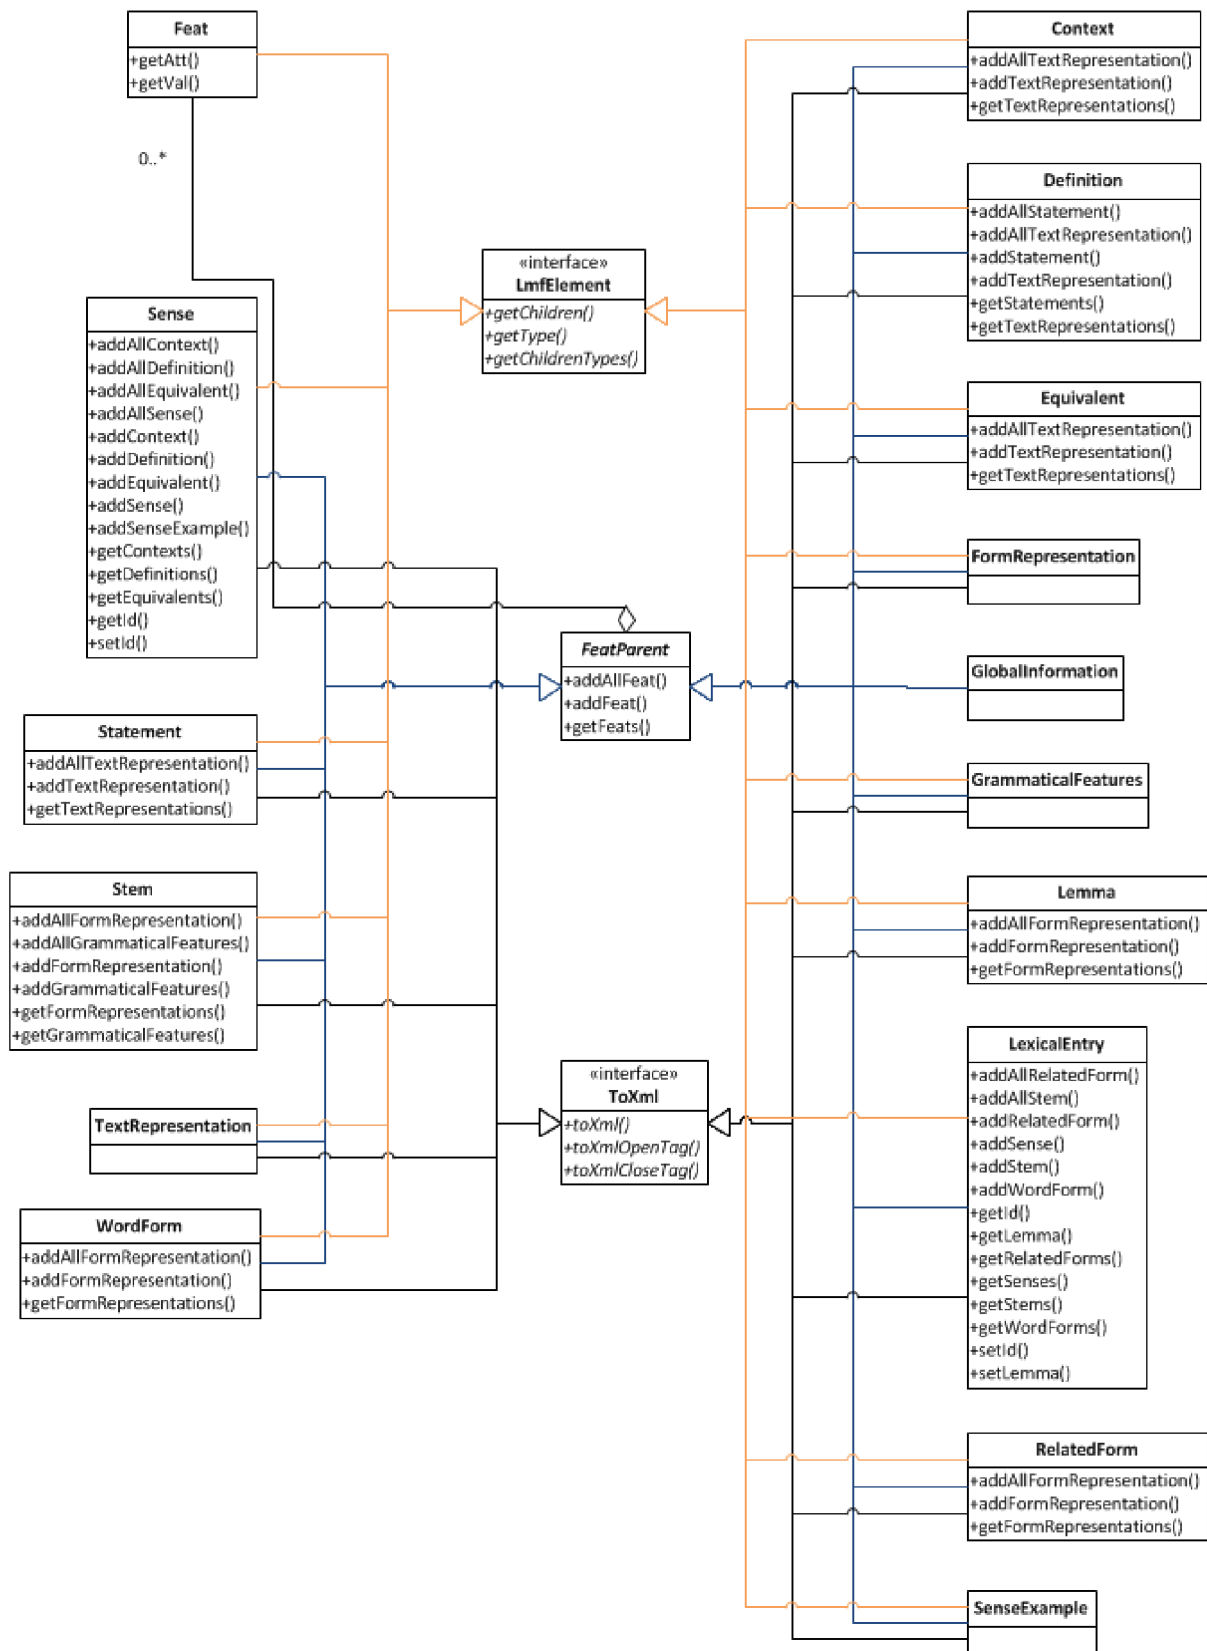 Feat
+getAtt()
+getVal()
0..*
Sense
+addAllContext()
+addAllDefinition()
+addAllEquivalent()
+addAllSense()
+addContext()
+addDefinition()
+addEquivalent()
+addSense()
+addSenseExample()
+getContexts()
+getDefinitions()
+getEquivalents()
+getId()
+setId()
Statement
+addAllTextRepresentation()
+addTextRepresentation()
+getTextRepresentations()
Stem
+addAllFormRepresentation()
+addAllGrammaticalFeatures()
+addFormRepresentation()
+addGrammaticalFeatures()
+getFormRepresentations()
+getGrammaticalFeatures()
TextRepresentation
WordForm
+addAllFormRepresentation()
+addFormRepresentation()
+getFormRepresentations()
«interface»
LmfElement
+getChildren()
+getType()
+getChildrenTypes()
FeatParent
+addAllFeat()
+addFeat()
+getFeats()
«interface»
ToXml
+toXml()
+toXmlOpenTag()
+toXmlCloseTag()
Context
+addAllTextRepresentation()
+addTextRepresentation()
+getTextRepresentations()
Definition
+addAllStatement()
+addAllTextRepresentation()
+addStatement()
+addTextRepresentation()
+getStatements()
+getTextRepresentations()
Equivalent
+addAllTextRepresentation()
+addTextRepresentation()
+getTextRepresentations()
FormRepresentation
GlobalInformation
GrammaticalFeatures
Lemma
+addAllFormRepresentation()
+addFormRepresentation()
+getFormRepresentations()
LexicalEntry
+addAllRelatedForm()
+addAllStem()
+addRelatedForm()
+addSense()
+addStem()
+addWordForm()
+getId()
+getLemma()
+getRelatedForms()
+getSenses()
+getStems()
+getWordForms()
+setId()
+setLemma()
RelatedForm
+addAllFormRepresentation()
+addFormRepresentation()
+getFormRepresentations()
SenseExample